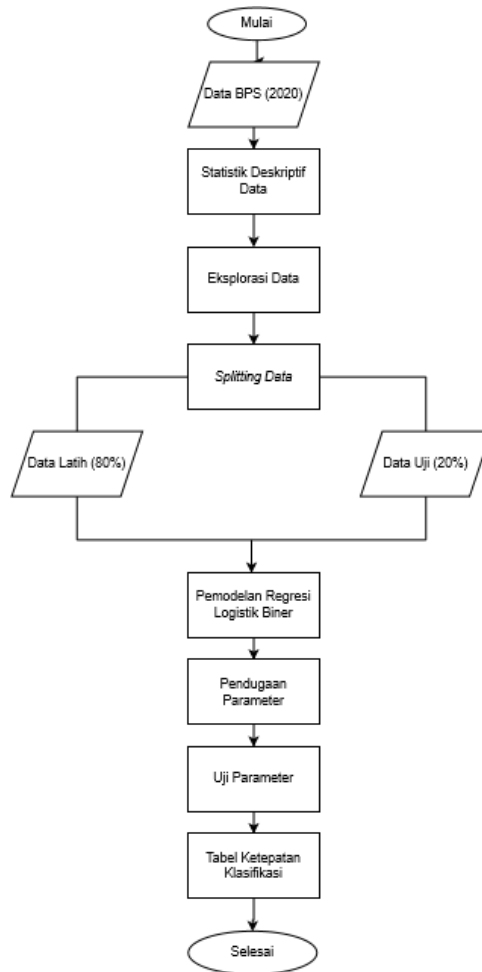 Mulai
Data BPS (2020)
Statistik Deskriptif
Data
Eksplorasi Data
Splitting Data
Data Latih (80%)
Data Uji (20%)
Pemodelan Regresi
Logistik Biner
Pendugaan
Parameter
Uji Parameter
Tabel Ketepatan
Klasifikasi
Selesai